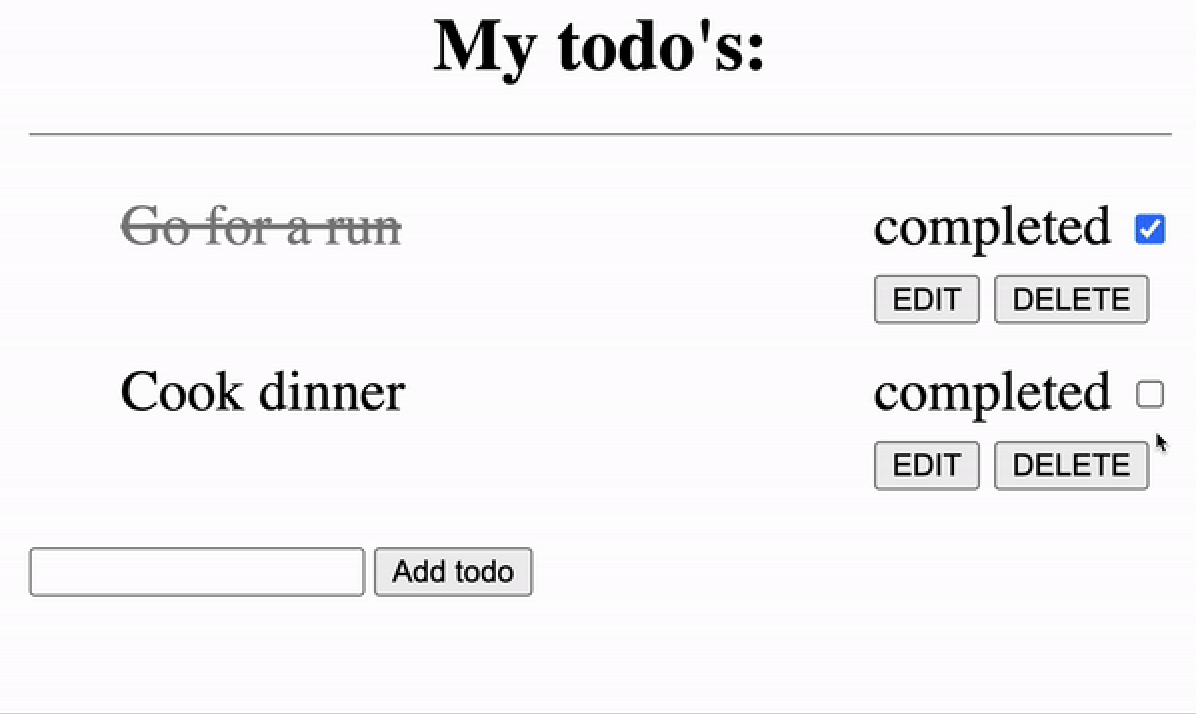 My todo's:
Go for a run completed
EDIT DELETE
Cook dinner completed
EDIT DELETE
Add todo